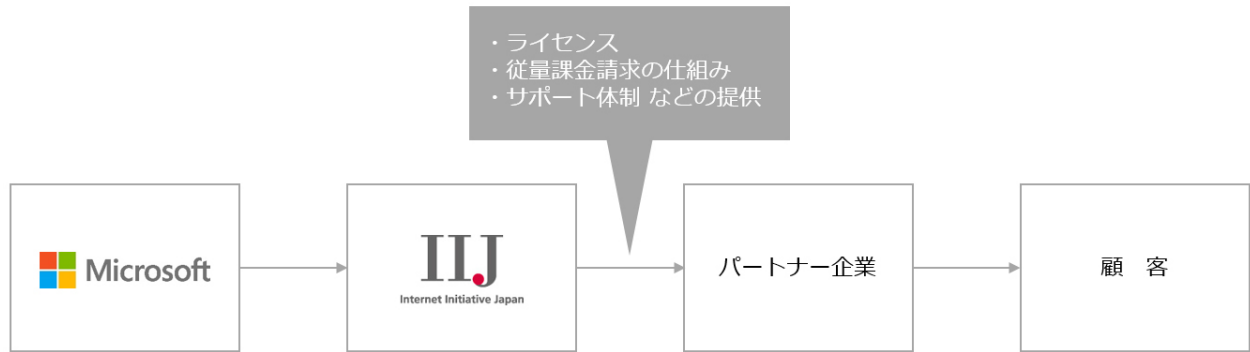 ・ライセンス
・従量課金請求の仕組み
・サポート体制 などの提供
Microsoft
IIJ
Internet Initiative Japan
パートナー企業
顧　客